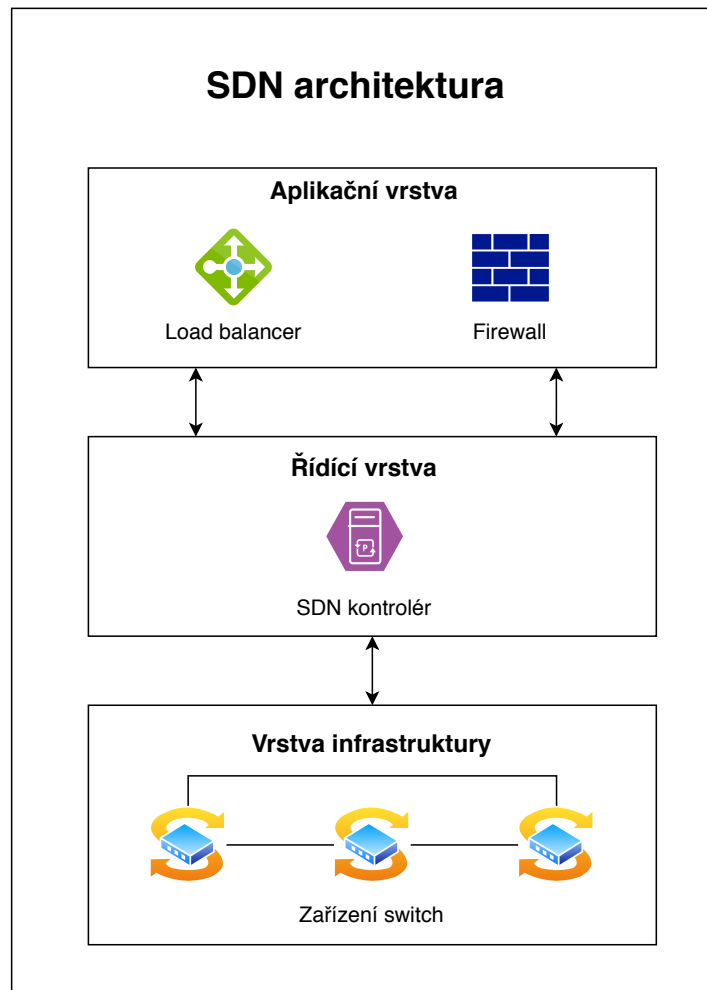 SDN architektura
Aplikační vrstva
Load balancer
Firewall
Řídící vrstva
P
SDN kontrolér
Vrstva infrastruktury
Zařízení switch